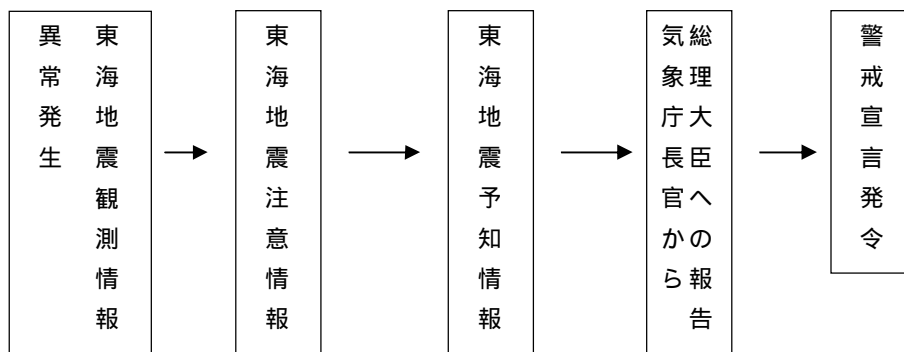 東海地震観測情報
異常発生
東海地震注意情報
東海地震予知情報
気象庁長官から
総理大臣への報告
警戒宣言発令